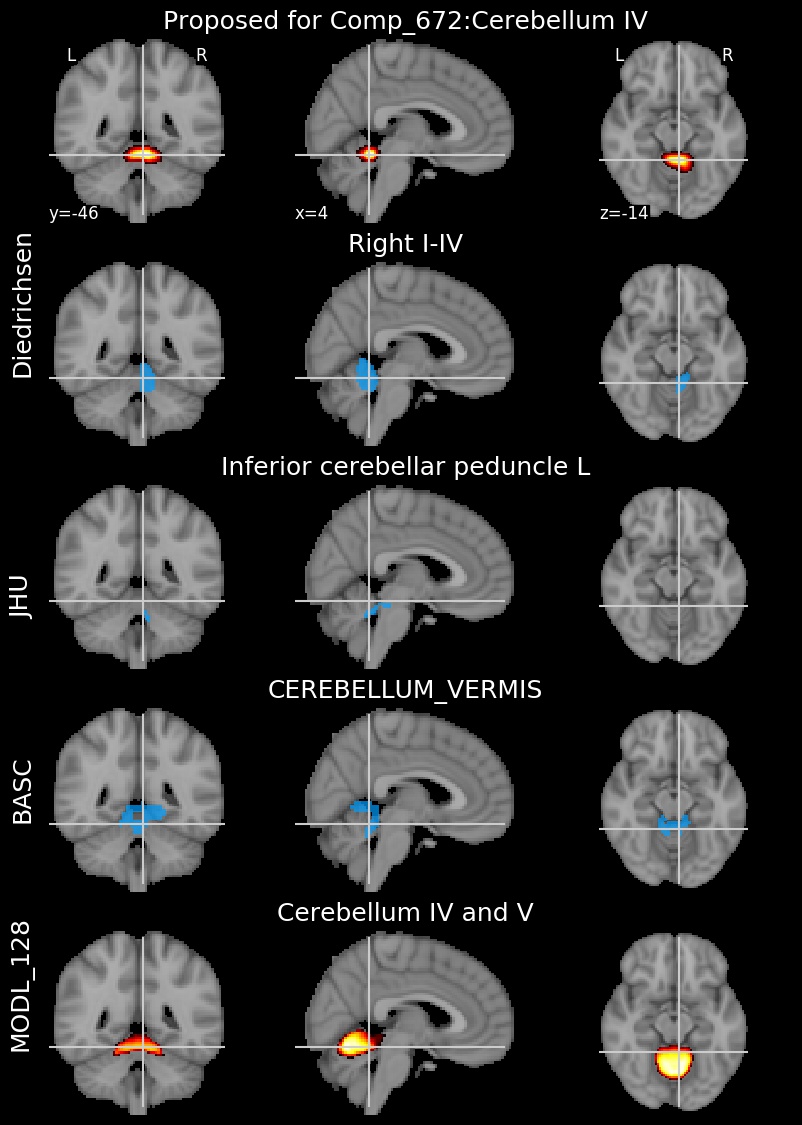 Proposed for Comp_672:Cerebellum IV
L R L R
y=-46 x=4 z=-14
Diedrichsen
Right I-IV
JHU
Inferior cerebellar peduncle L
BASC
CEREBELLUM_VERMIS
MODL_128
Cerebellum IV and V